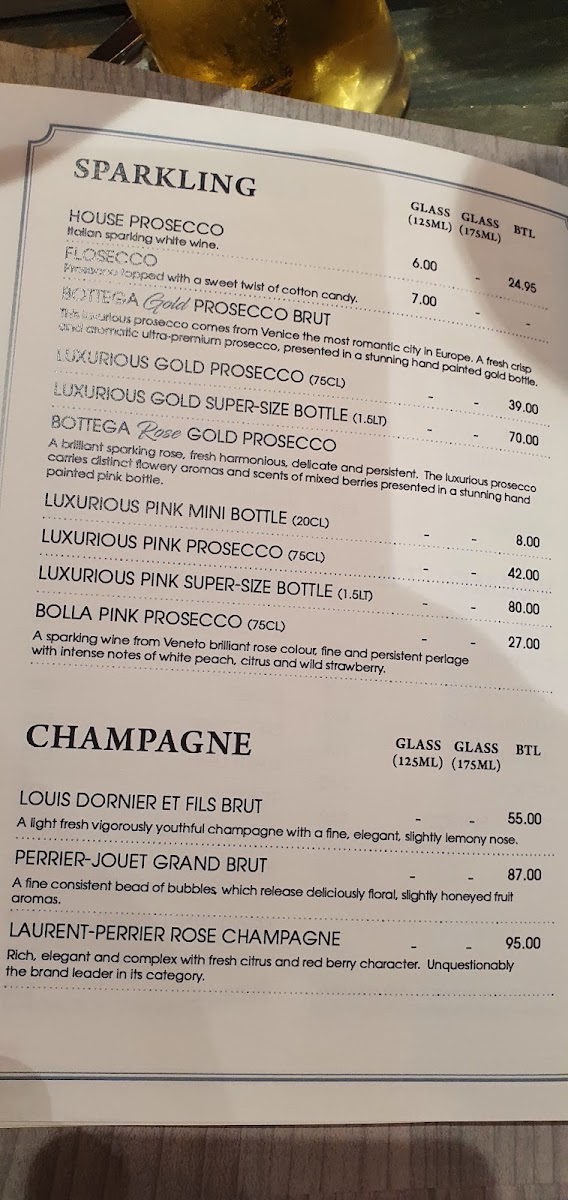 SPARKLING
GLASS GLASS BTL
(125ML) (175ML)
HOUSE PROSECCO 6.00 - 24.95
Italian sparking white wine.
FLOSECCO 7.00 - -
Prosecco topped with a sweet twist of cotton candy.
BOTTEGA Gold PROSECCO BRUT
This luxurious prosecco comes from Venice the most romantic city in Europe. A fresh crisp
and aromatic ultra-premium prosecco, presented in a stunning hand painted gold bottle.
LUXURIOUS GOLD PROSECCO (75CL) - - 39.00
LUXURIOUS GOLD SUPER-SIZE BOTTLE (1.5LT) - - 70.00
BOTTEGA Rose GOLD PROSECCO
A brilliant sparking rose, fresh harmonious, delicate and persistent. The luxurious prosecco
carries distinct flowery aromas and scents of mixed berries presented in a stunning hand
painted pink bottle.
LUXURIOUS PINK MINI BOTTLE (20CL) - - 8.00
LUXURIOUS PINK PROSECCO (75CL) - - 42.00
LUXURIOUS PINK SUPER-SIZE BOTTLE (1.5LT) - - 80.00
BOLLA PINK PROSECCO (75CL) - - 27.00
A sparking wine from Veneto brilliant rose colour, fine and persistent perlage
with intense notes of white peach, citrus and wild strawberry.
CHAMPAGNE
GLASS GLASS BTL
(125ML) (175ML)
LOUIS DORNIER ET FILS BRUT - - 55.00
A light fresh vigorously youthful champagne with a fine, elegant, slightly lemony nose.
PERRIER-JOUET GRAND BRUT - - 87.00
A fine consistent bead of bubbles, which release deliciously floral, slightly honeyed fruit
aromas.
LAURENT-PERRIER ROSE CHAMPAGNE - - 95.00
Rich, elegant and complex with fresh citrus and red berry character. Unquestionably
the brand leader in its category.